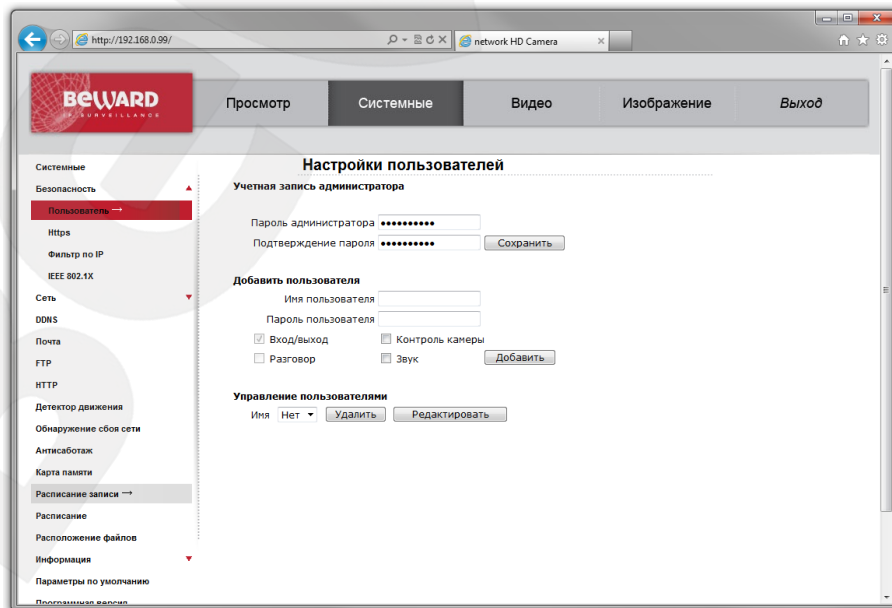 http://192.168.0.99/
network HD Camera
BEWARD
IP SURVEILLANCE
Просмотр
Системные
Видео
Изображение
Выход
Системные
Безопасность
Пользователь →
Https
Фильтр по IP
IEEE 802.1X
Сеть
DDNS
Почта
FTP
HTTP
Детектор движения
Обнаружение сбоя сети
Антисаботаж
Карта памяти
Расписание записи →
Расписание
Расположение файлов
Информация
Параметры по умолчанию
Программная версия
Настройки пользователей
Учетная запись администратора
Пароль администратора ••••••••••
Подтверждение пароля •••••••••• Сохранить
Добавить пользователя
Имя пользователя
Пароль пользователя
Вход/выход Контроль камеры
Разговор Звук Добавить
Управление пользователями
Имя Нет Удалить Редактировать